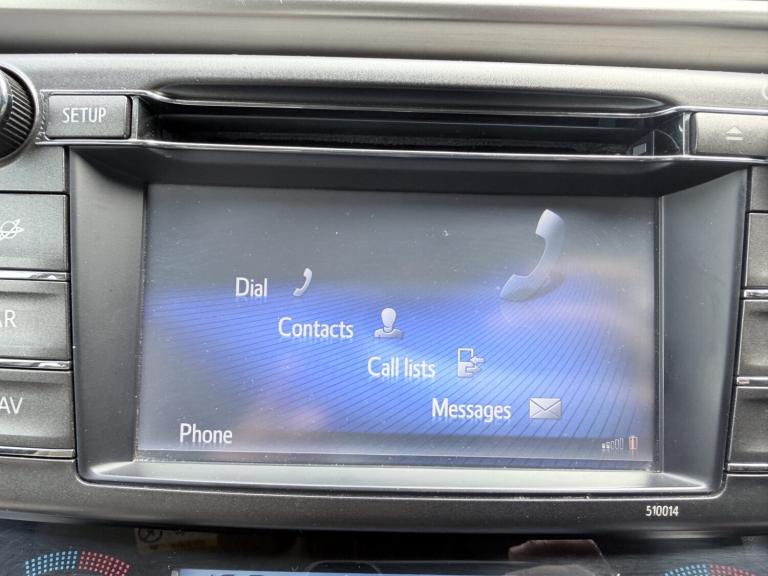 SETUP
Dial
Contacts
Call lists
Messages
Phone
510014